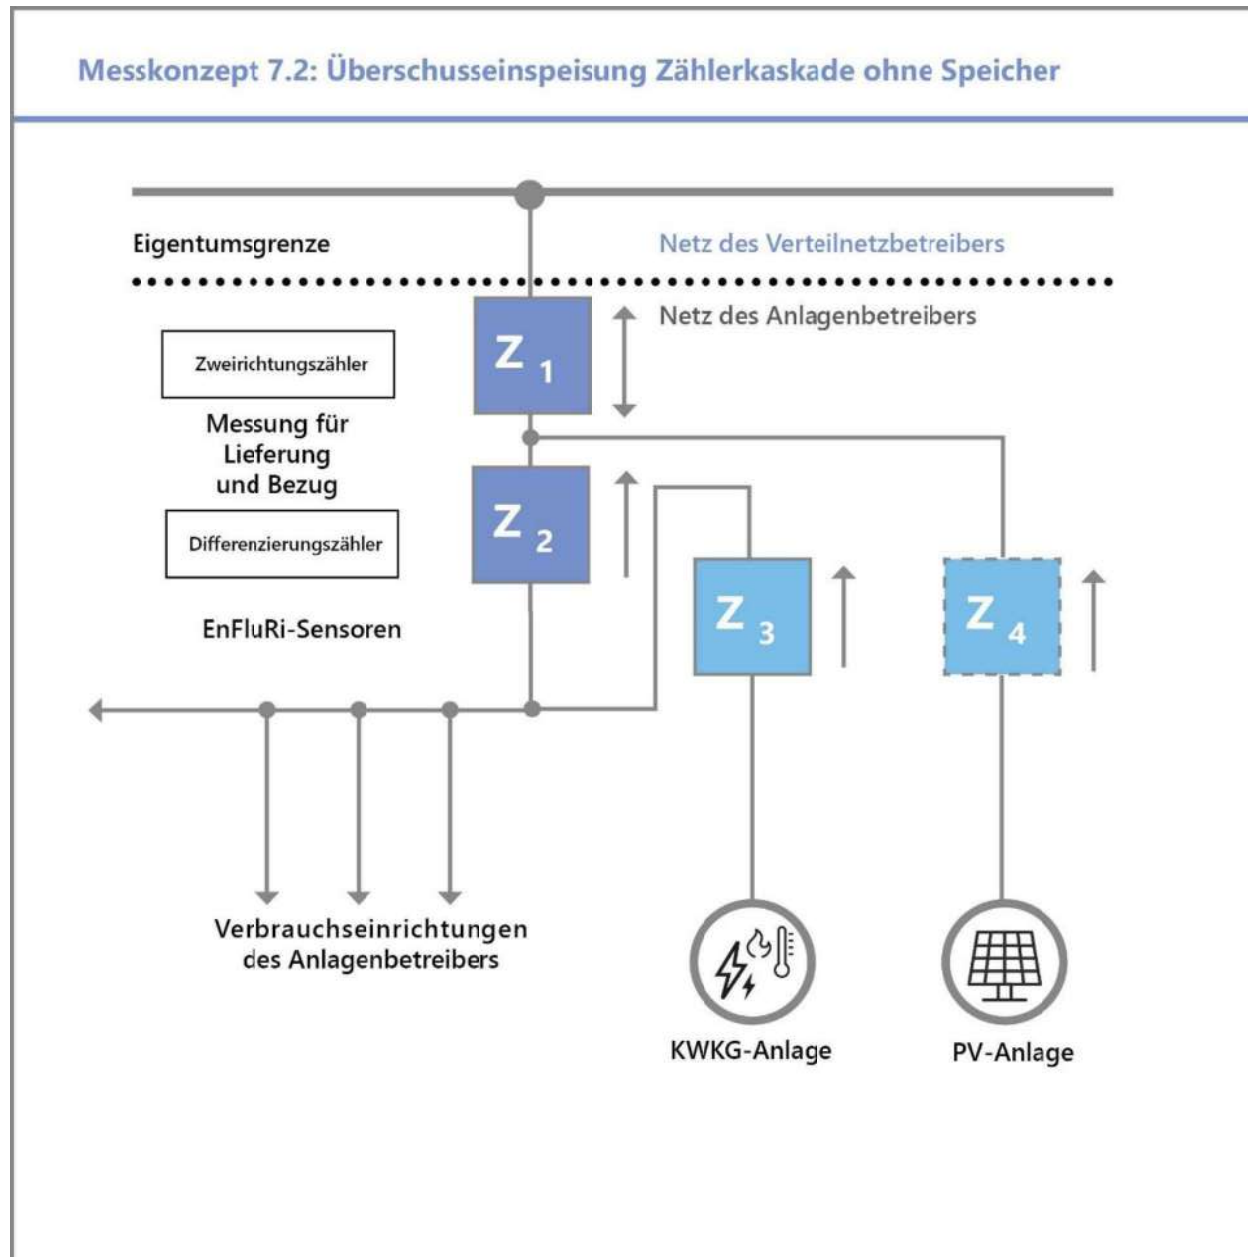 Messkonzept 7.2: Überschusseinspeisung Zählerkaskade ohne Speicher
Eigentumsgrenze
Netz des Verteilnetzbetreibers
Netz des Anlagenbetreibers
Z 1
Zweirichtungszähler
Messung für
Lieferung
und Bezug
Z 2
Differenzierungszähler
EnFluRi-Sensoren
Z 3
Z 4
Verbrauchseinrichtungen
des Anlagenbetreibers
KWKG-Anlage
PV-Anlage